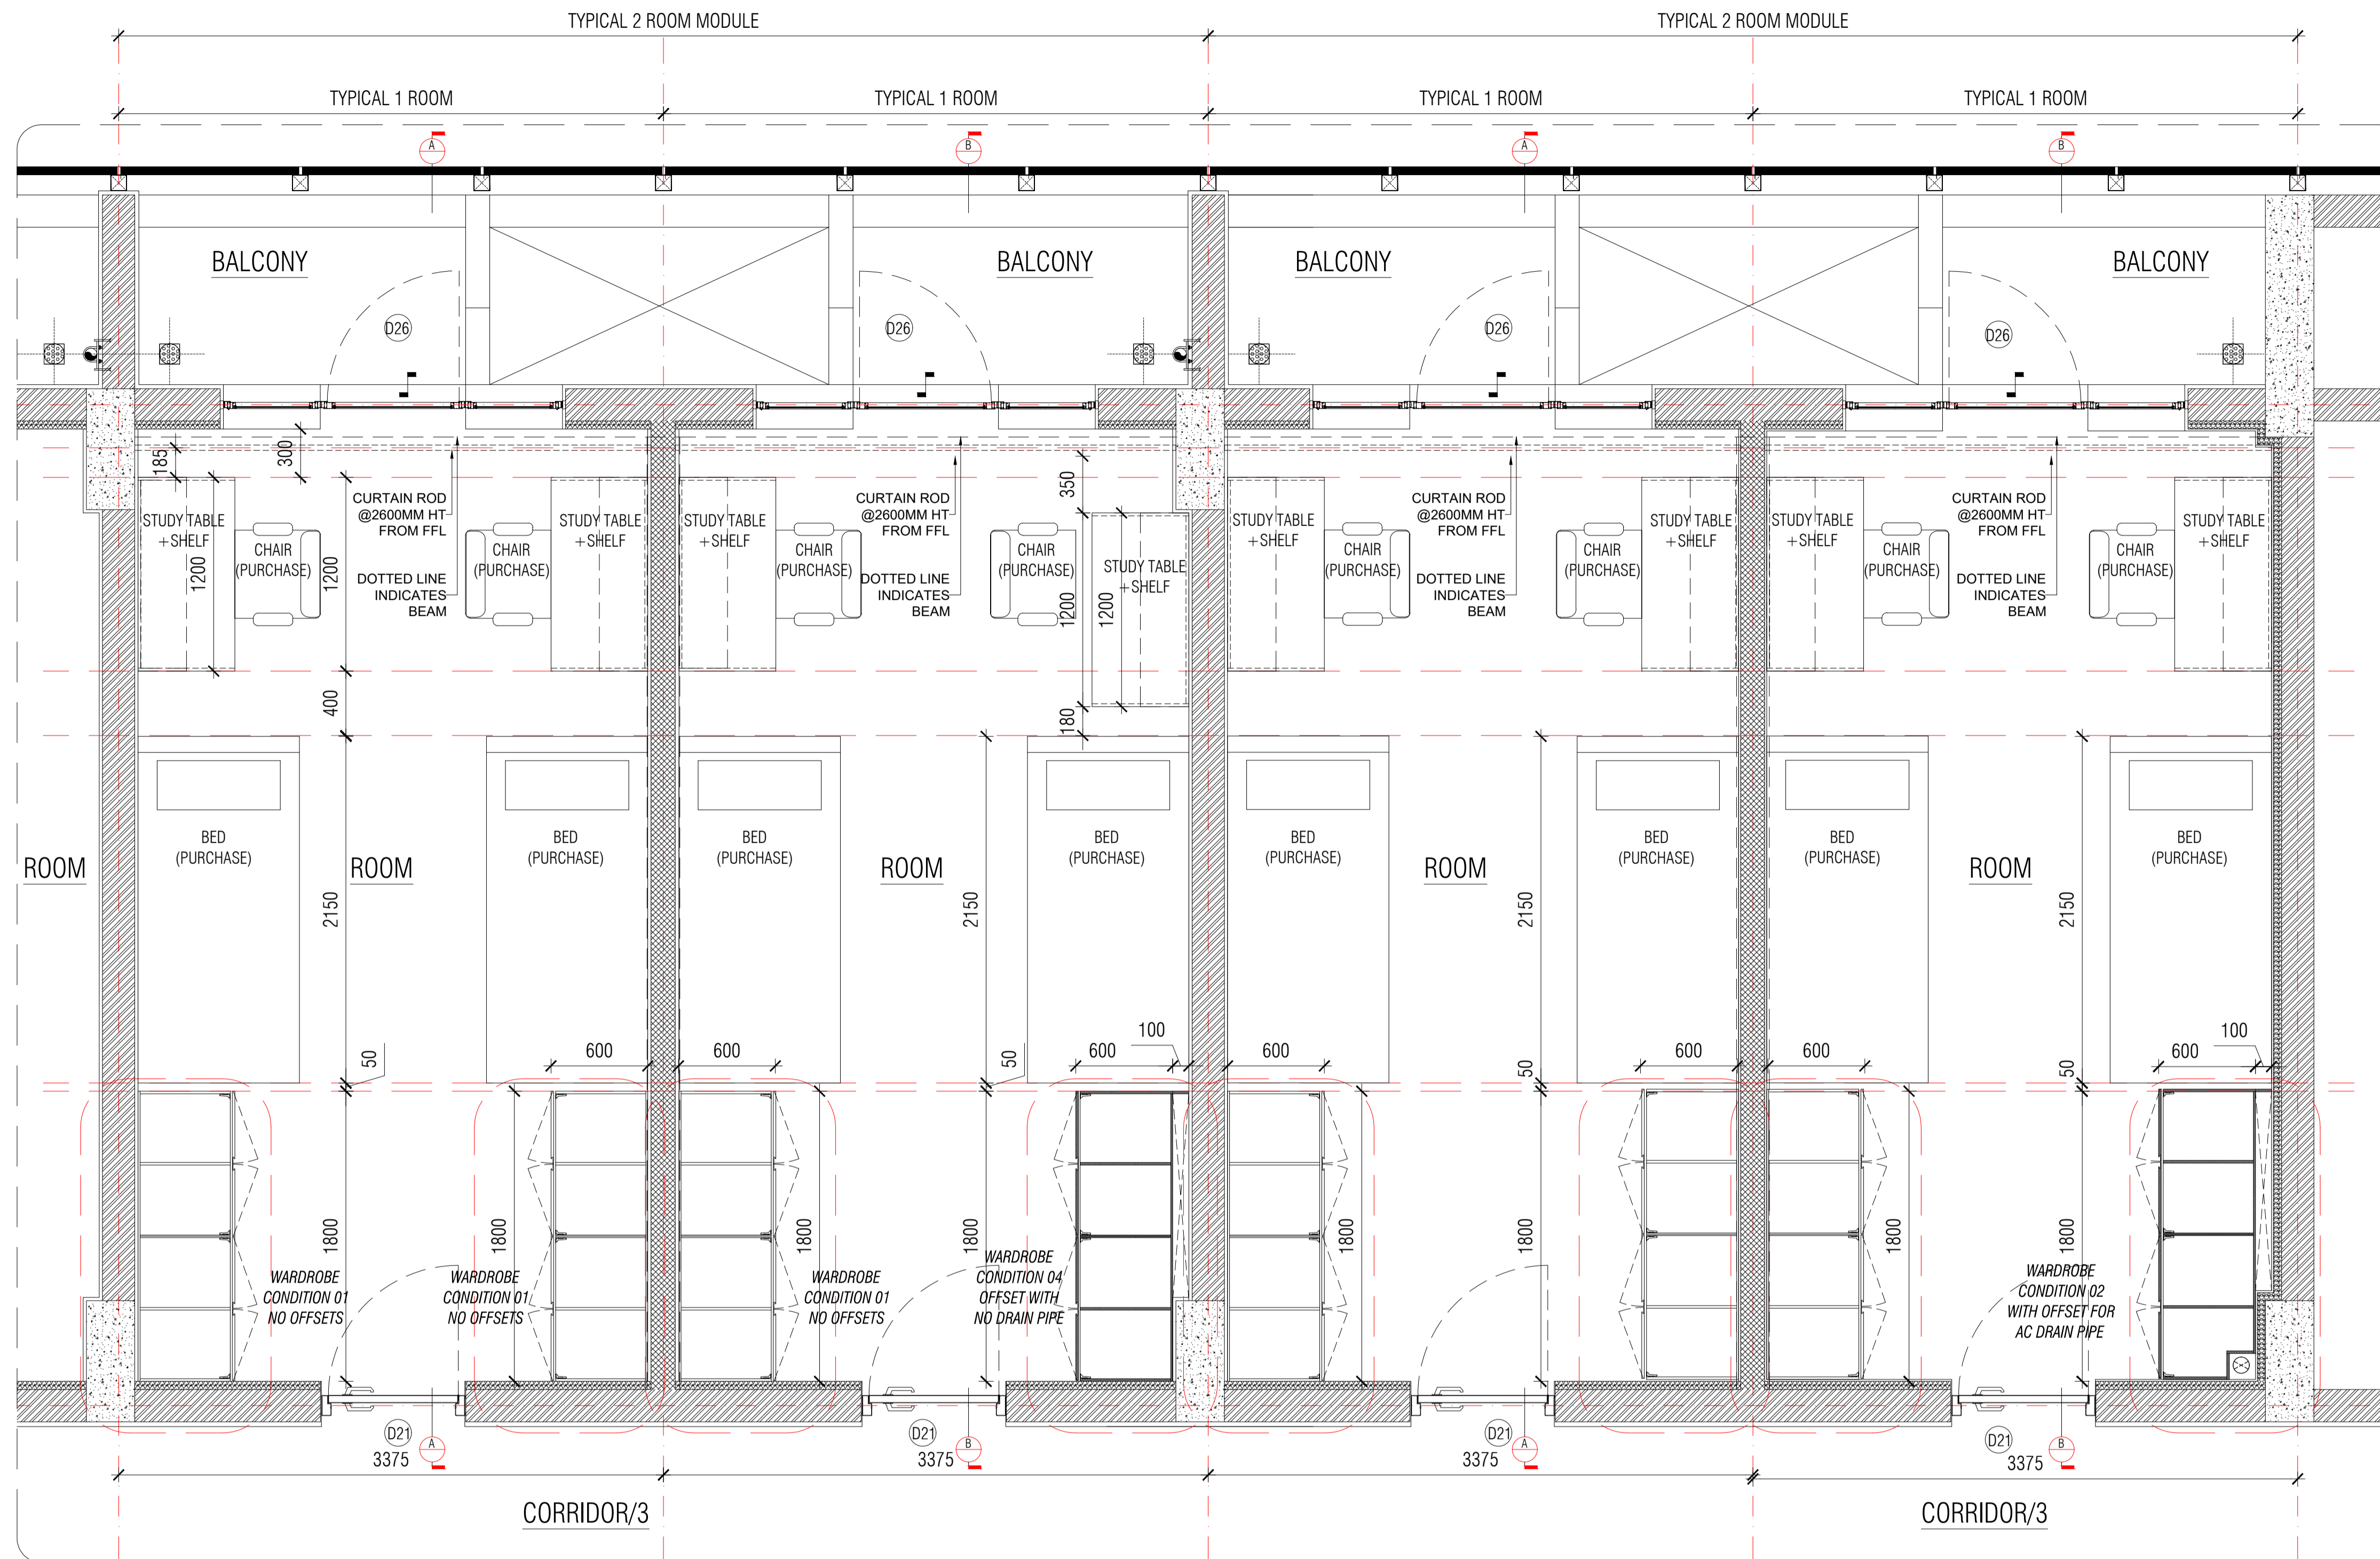 TYPICAL 2 ROOM MODULE
TYPICAL 2 ROOM MODULE
TYPICAL 1 ROOM
TYPICAL 1 ROOM
TYPICAL 1 ROOM
TYPICAL 1 ROOM
A
B
A
B
BALCONY
BALCONY
BALCONY
BALCONY
D26
D26
D26
D26
185
300
350
CURTAIN ROD
@2600MM HT
FROM FFL
CURTAIN ROD
@2600MM HT
FROM FFL
CURTAIN ROD
@2600MM HT
FROM FFL
CURTAIN ROD
@2600MM HT
FROM FFL
STUDY TABLE
+SHELF
STUDY TABLE
+SHELF
STUDY TABLE
+SHELF
STUDY TABLE
+SHELF
STUDY TABLE
+SHELF
STUDY TABLE
+SHELF
STUDY TABLE
+SHELF
STUDY TABLE
+SHELF
CHAIR
(PURCHASE)
CHAIR
(PURCHASE)
CHAIR
(PURCHASE)
CHAIR
(PURCHASE)
CHAIR
(PURCHASE)
CHAIR
(PURCHASE)
CHAIR
(PURCHASE)
CHAIR
(PURCHASE)
DOTTED LINE
INDICATES
BEAM
DOTTED LINE
INDICATES
BEAM
DOTTED LINE
INDICATES
BEAM
DOTTED LINE
INDICATES
BEAM
1200
1200
1200
1200
400
180
BED
(PURCHASE)
BED
(PURCHASE)
BED
(PURCHASE)
BED
(PURCHASE)
BED
(PURCHASE)
BED
(PURCHASE)
BED
(PURCHASE)
BED
(PURCHASE)
ROOM
ROOM
ROOM
ROOM
ROOM
2150
2150
2150
2150
50
600
600
50
600
100
600
50
600
600
50
600
100
1800
1800
1800
1800
1800
1800
1800
1800
WARDROBE
CONDITION 01
NO OFFSETS
WARDROBE
CONDITION 01
NO OFFSETS
WARDROBE
CONDITION 01
NO OFFSETS
WARDROBE
CONDITION 04
OFFSET WITH
NO DRAIN PIPE
WARDROBE
CONDITION 02
WITH OFFSET FOR
AC DRAIN PIPE
D21
A
D21
B
D21
A
D21
B
3375
3375
3375
3375
CORRIDOR/3
CORRIDOR/3